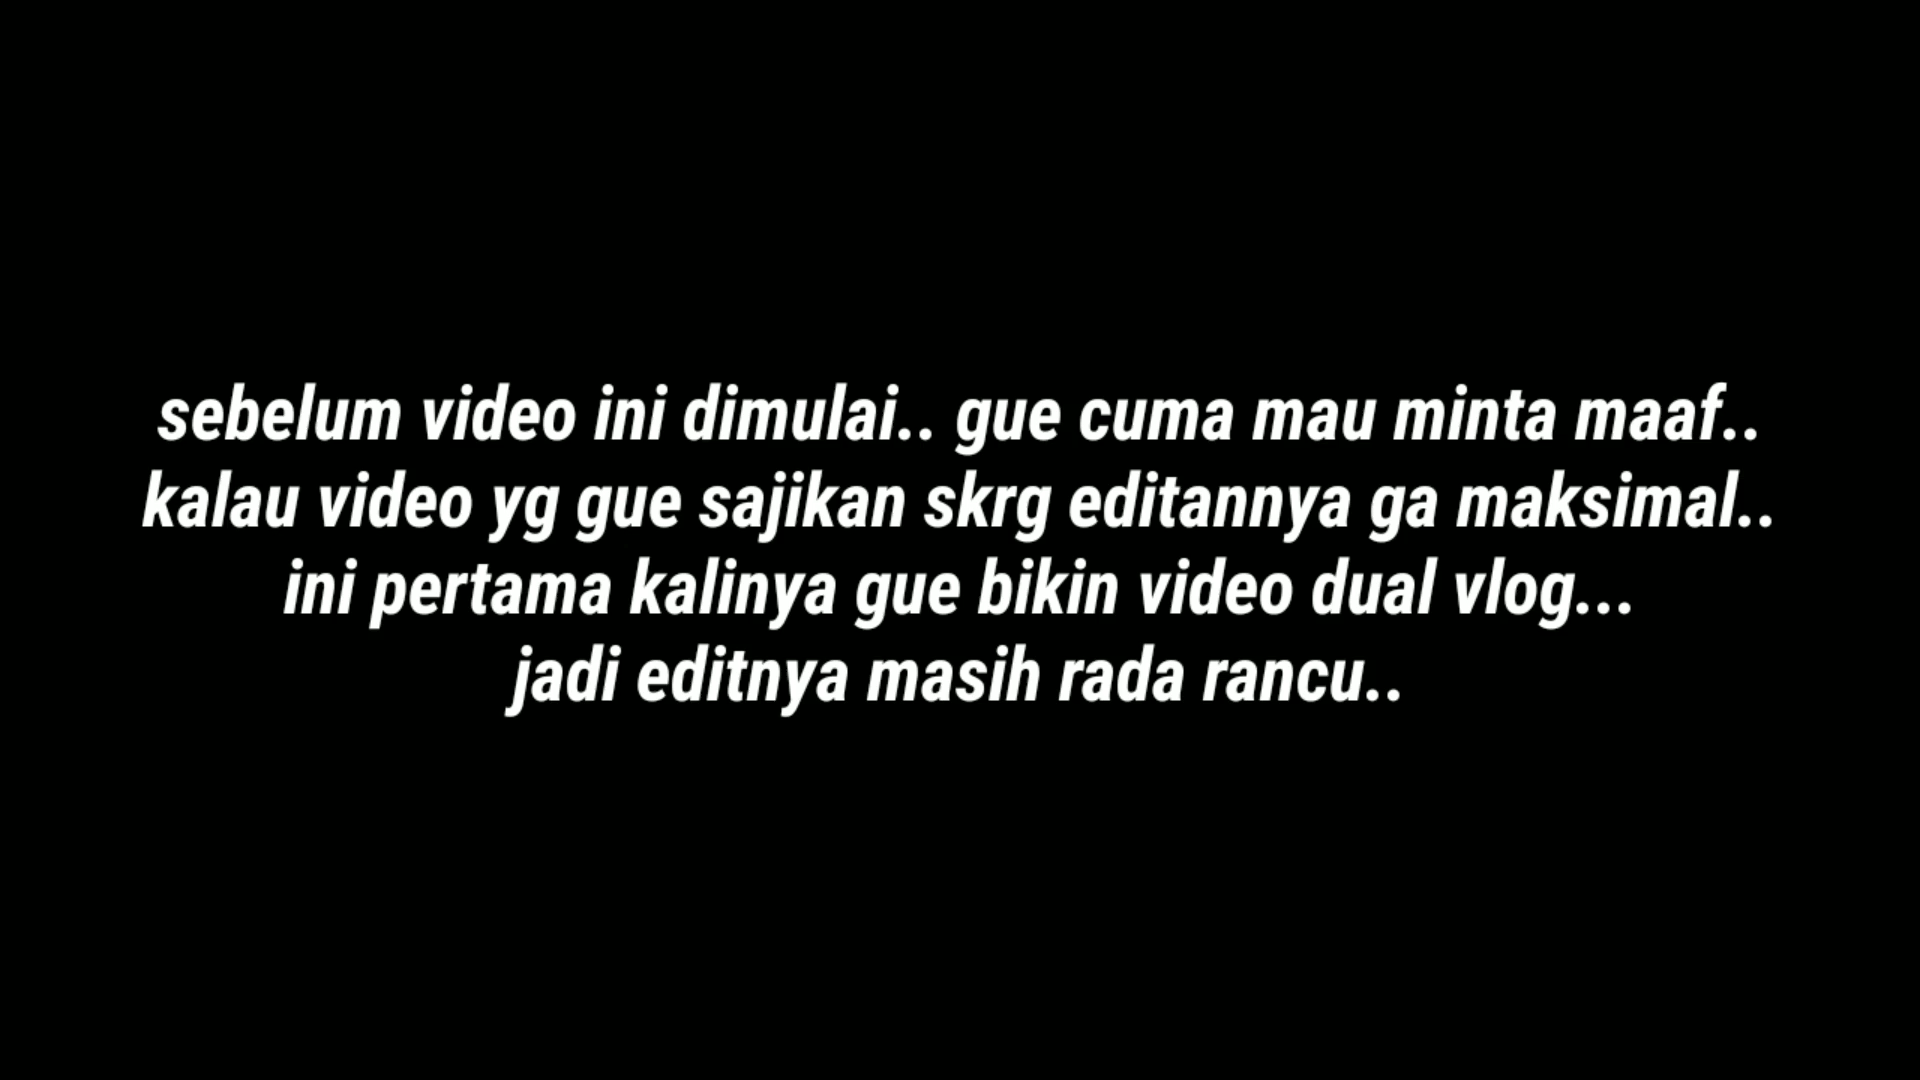 sebelum video ini dimulai.. gue cuma mau minta maaf..
kalau video yg gue sajikan skrg editannya ga maksimal..
ini pertama kalinya gue bikin video dual vlog...
jadi editnya masih rada rancu..